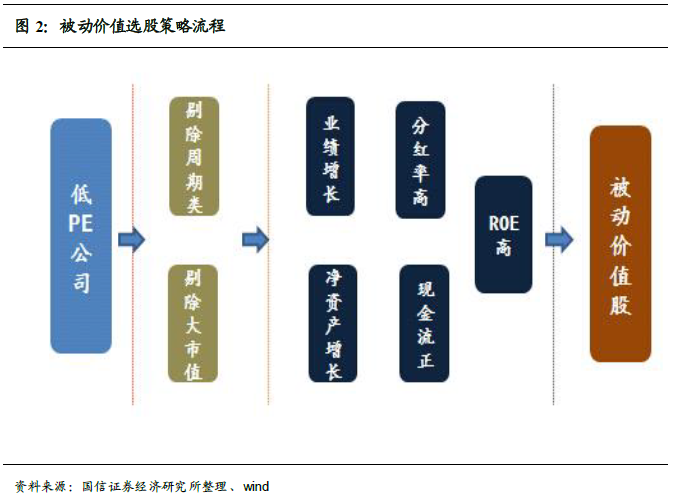 图 2：被动价值选股策略流程
低PE公司
剔除周期类
剔除大市值
业绩增长
分红率高
净资产增长
现金流正
ROE高
被动价值股
资料来源：国信证券经济研究所整理、wind